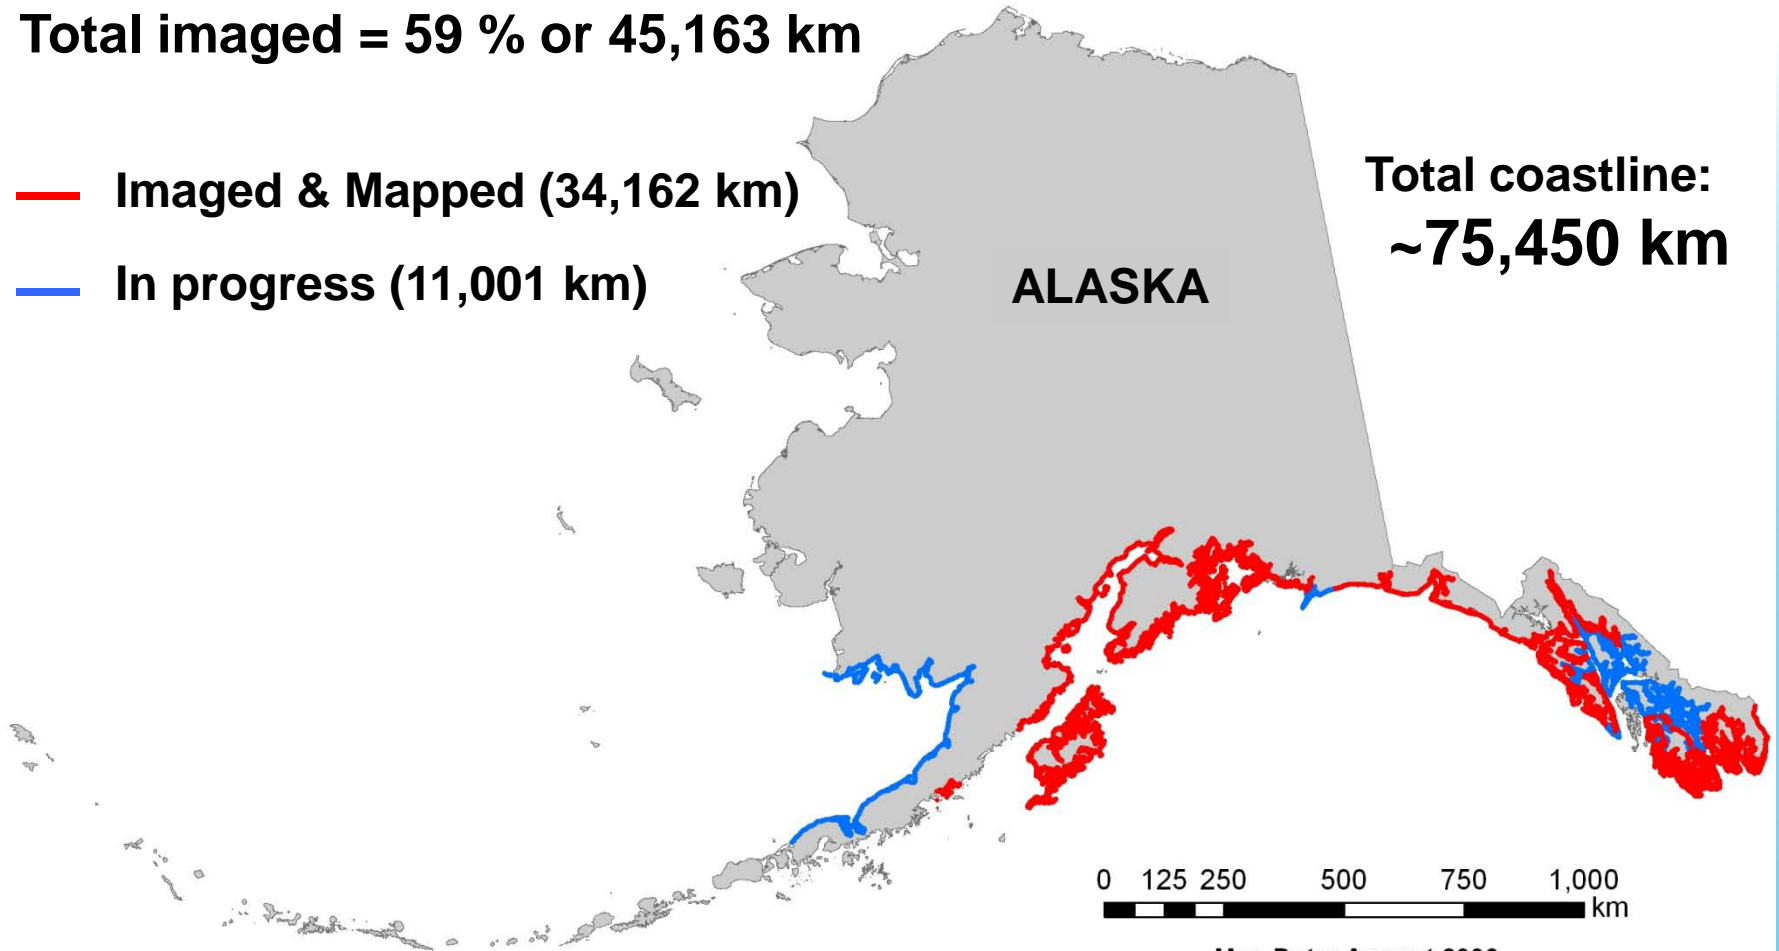 Total imaged = 59 % or 45,163 km
Imaged & Mapped (34,162 km)
In progress (11,001 km)
Total coastline:
~75,450 km
ALASKA
0 125 250 500 750 1,000
km